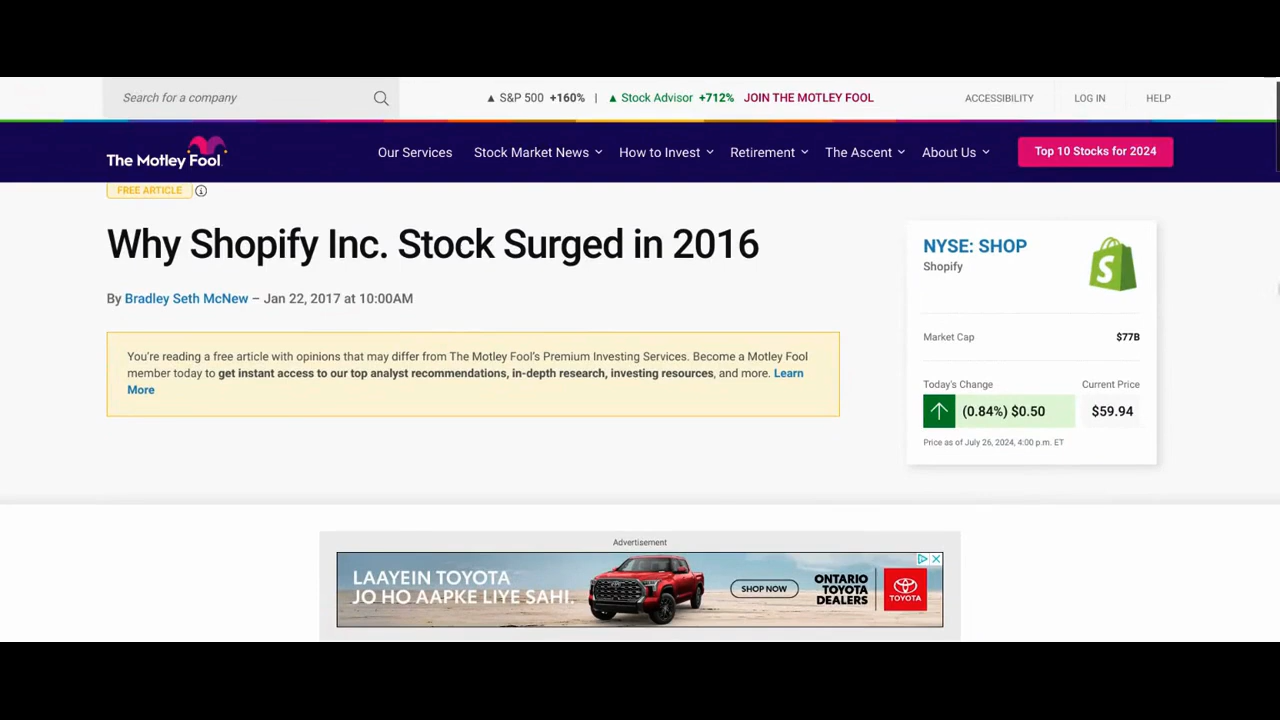 Search for a company
▲ S&P 500 +160% | ▲ Stock Advisor +712% JOIN THE MOTLEY FOOL
ACCESSIBILITY LOG IN HELP
The Motley Fool
Our Services Stock Market News How to Invest Retirement The Ascent About Us Top 10 Stocks for 2024
FREE ARTICLE
Why Shopify Inc. Stock Surged in 2016
By Bradley Seth McNew – Jan 22, 2017 at 10:00AM
You're reading a free article with opinions that may differ from The Motley Fool's Premium Investing Services. Become a Motley Fool
member today to get instant access to our top analyst recommendations, in-depth research, investing resources, and more. Learn
More
NYSE: SHOP
Shopify
S
Market Cap $77B
Today's Change Current Price
(0.84%) $0.50 $59.94
Price as of July 26, 2024, 4:00 p.m. ET
Advertisement
LAAYEIN TOYOTA
JO HO AAPKE LIYE SAHI.
SHOP NOW
ONTARIO
TOYOTA
DEALERS
TOYOTA